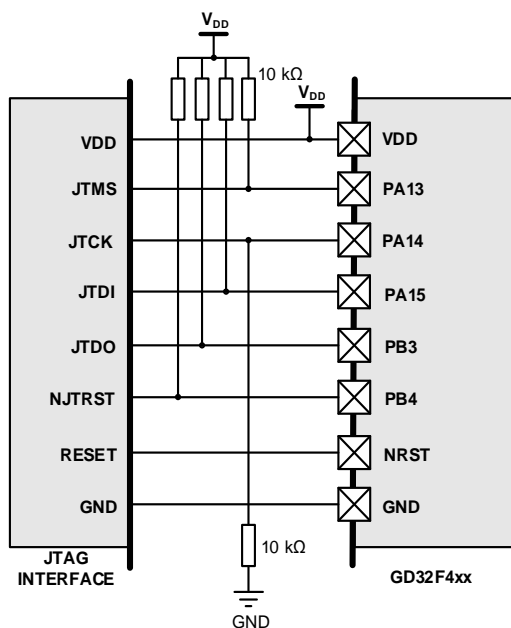 VDD
10 kΩ
VDD
VDD
VDD
JTMS
PA13
JTCK
PA14
JTDI
PA15
JTDO
PB3
NJTRST
PB4
RESET
NRST
GND
GND
10 kΩ
JTAG
INTERFACE
GD32F4xx
GND